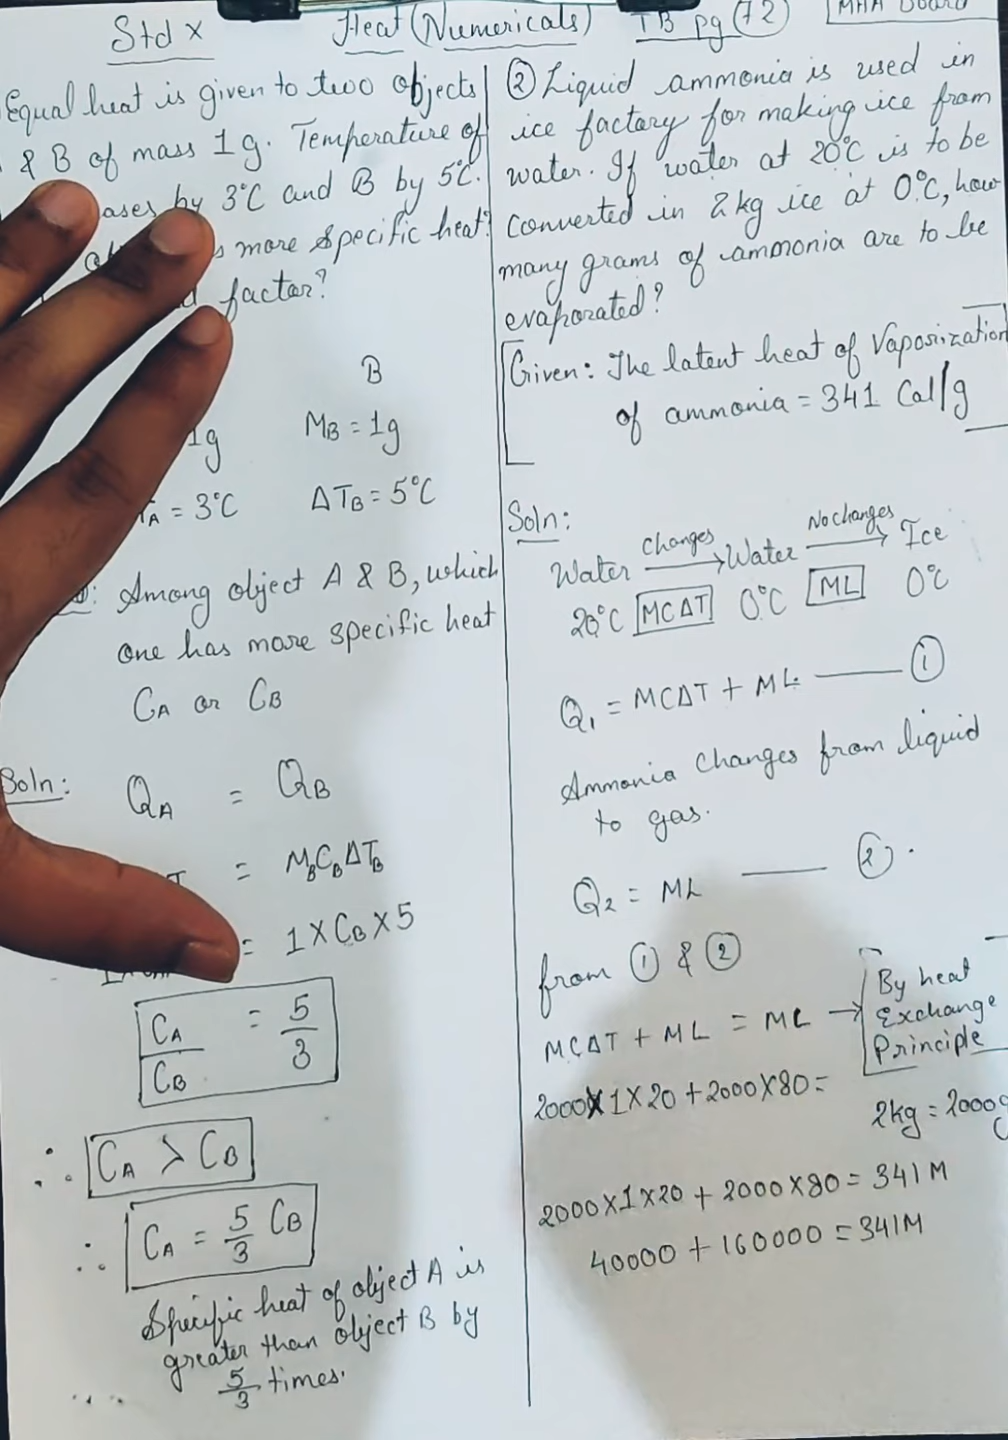 Std X
Heat (Numericals)
TB pg (72)
MAH Board
Equal heat is given to two objects
& B of mass 1g. Temperature of
ases by 3°C and B by 5°C.
s more specific heat?
factor?
B
1g
MB = 1g
TA = 3°C
ΔTB = 5°C
Among object A & B, which
one has more specific heat
CA or CB
Soln:
QA = QB
= MBCBΔTB
= 1 X CB X 5
CA/CB = 5/3
∴ CA > CB
∴ CA = 5/3 CB
Specific heat of object A is
greater than object B by
5/3 times.
② Liquid ammonia is used in
ice factory for making ice from
water. If water at 20°C is to be
converted in 2kg ice at 0°C, how
many grams of ammonia are to be
evaporated?
Given: The latent heat of Vaporization
of ammonia = 341 Cal/g
Soln:
Changes
No changes
Water → Water → Ice
20°C MCΔT 0°C ML 0°C
Q1 = MCΔT + ML — ①
Ammonia changes from liquid
to gas.
Q2 = ML — ②.
from ① & ②
MCΔT + ML = ML →
By heat
Exchange
Principle
2000 X 1 X 20 + 2000 X 80 =
2kg = 2000g
2000 X 1 X 20 + 2000 X 80 = 341 M
40000 + 160000 = 341M